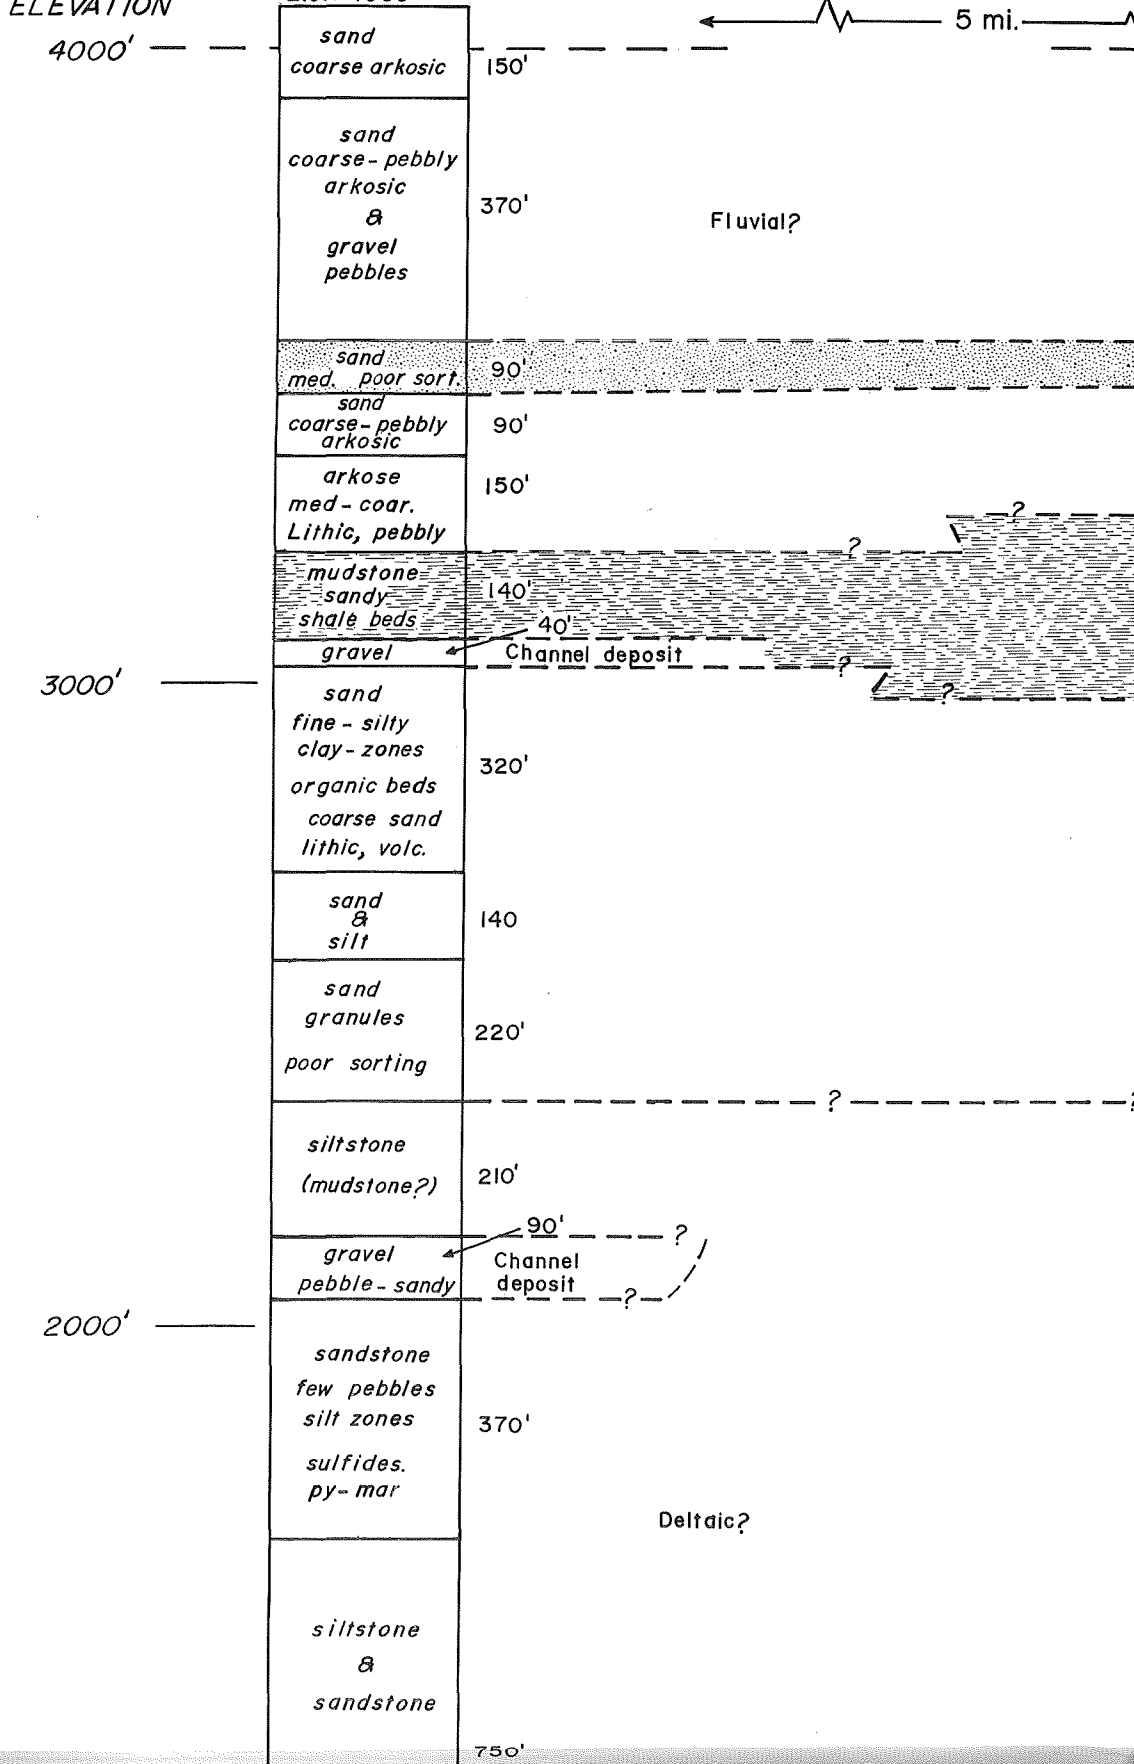 ELEVATION
5 mi.
4000'
sand
coarse arkosic
150'
sand
coarse-pebbly
arkosic
&
gravel
pebbles
370'
Fluvial?
sand
med. poor sort.
90'
sand
coarse-pebbly
arkosic
90'
arkose
med-coar.
Lithic, pebbly
150'
?
?
mudstone
sandy
shale beds
140'
40'
gravel
Channel deposit
?
?
3000'
sand
fine-silty
clay-zones
organic beds
coarse sand
lithic, volc.
320'
sand
&
silt
140
sand
granules
poor sorting
220'
?
?
siltstone
(mudstone?)
210'
90'
?
gravel
pebble-sandy
Channel
deposit
?
2000'
sandstone
few pebbles
silt zones
sulfides.
py-mar
370'
Deltaic?
siltstone
&
sandstone
750'